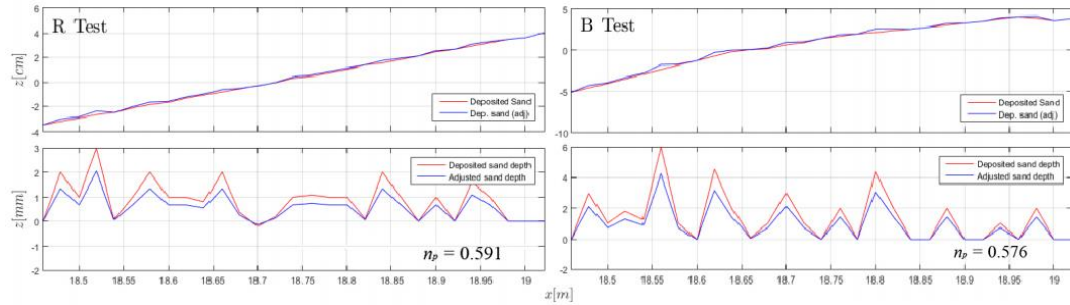 R Test
z[cm]
6
4
2
0
-2
-4
Deposited Sand
Dep. sand (adj)
B Test
5
0
-5
-10
Deposited Sand
Dep. sand (adj)
z[mm]
3
2
1
0
1
2
Deposited sand depth
Adjusted sand depth
n_p = 0.591
18.5 18.55 18.6 18.65 18.7 18.75 18.8 18.85 18.9 18.95 19
6
4
2
0
-2
Deposited sand depth
Adjusted sand depth
n_p = 0.576
18.5 18.55 18.6 18.65 18.7 18.75 18.8 18.85 18.9 18.95 19
x[m]